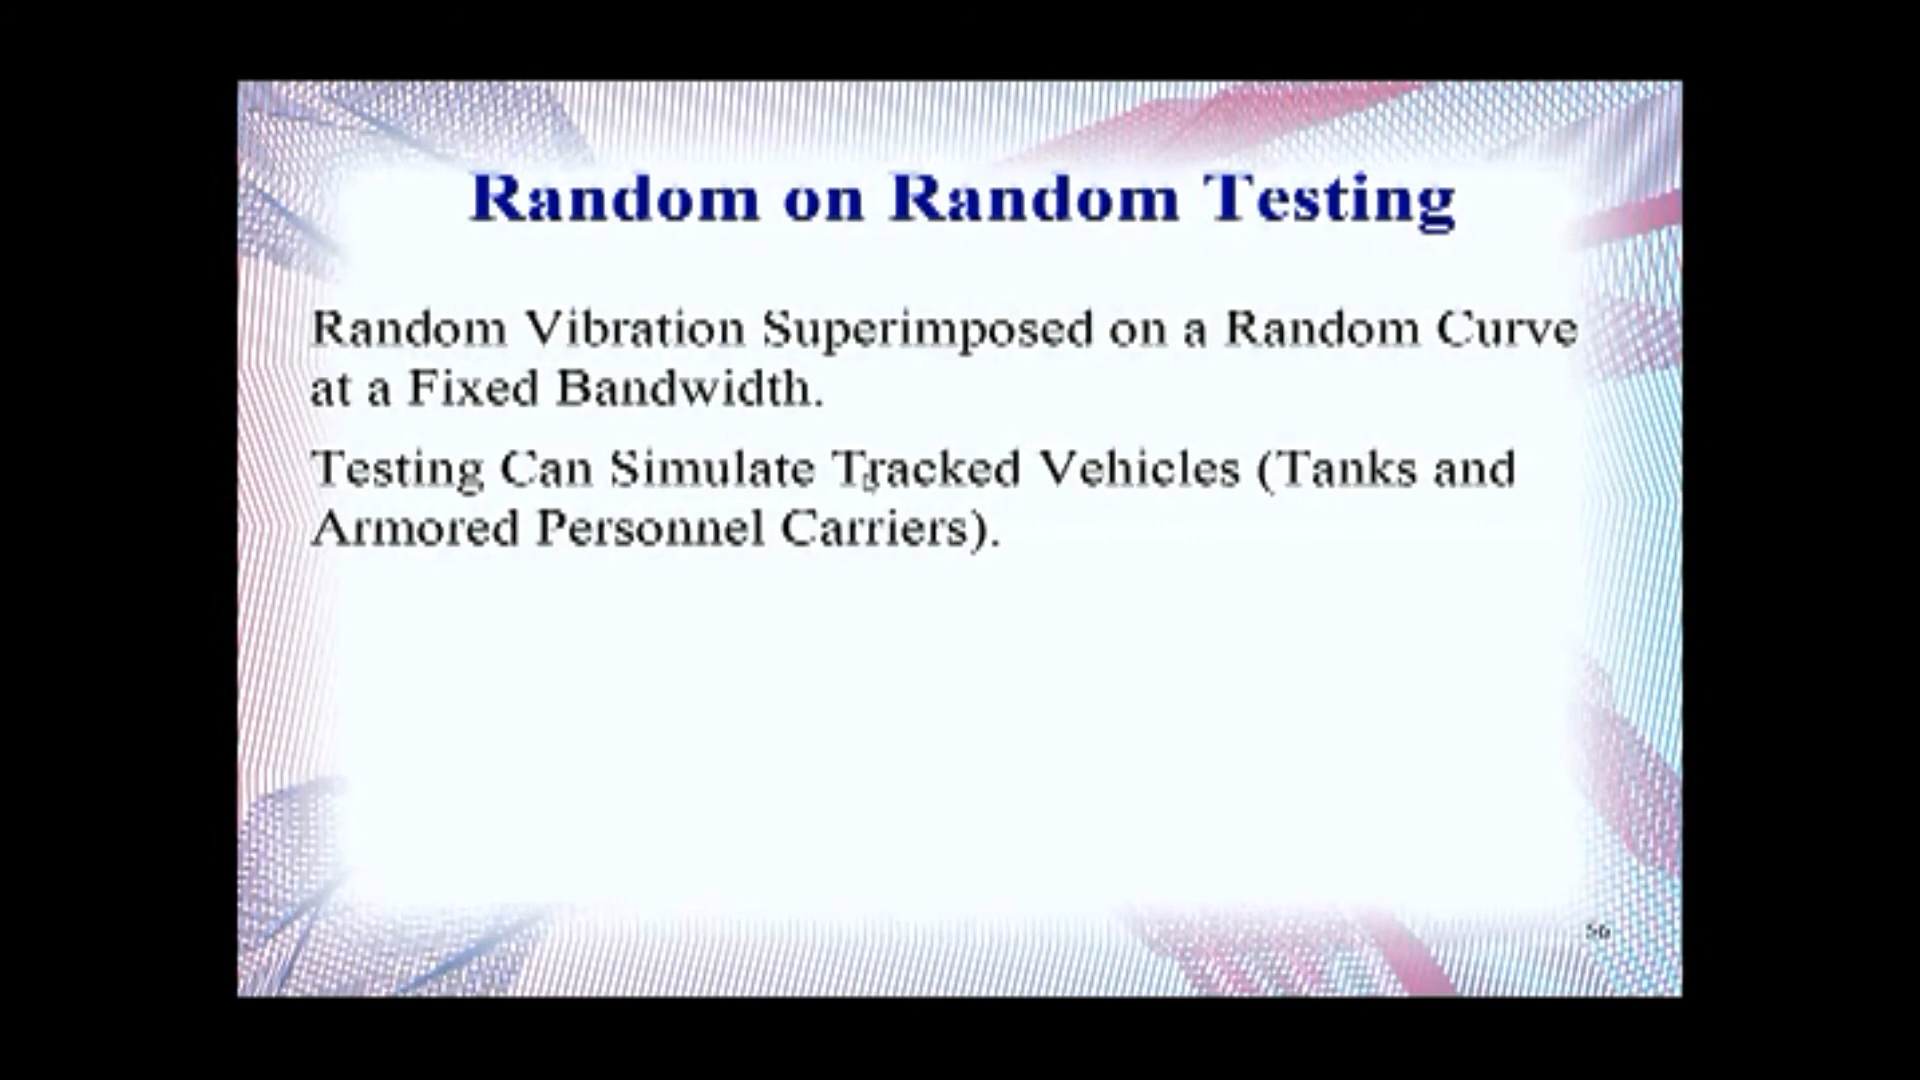 Random on Random Testing
Random Vibration Superimposed on a Random Curve
at a Fixed Bandwidth.
Testing Can Simulate Tracked Vehicles (Tanks and
Armored Personnel Carriers).
56